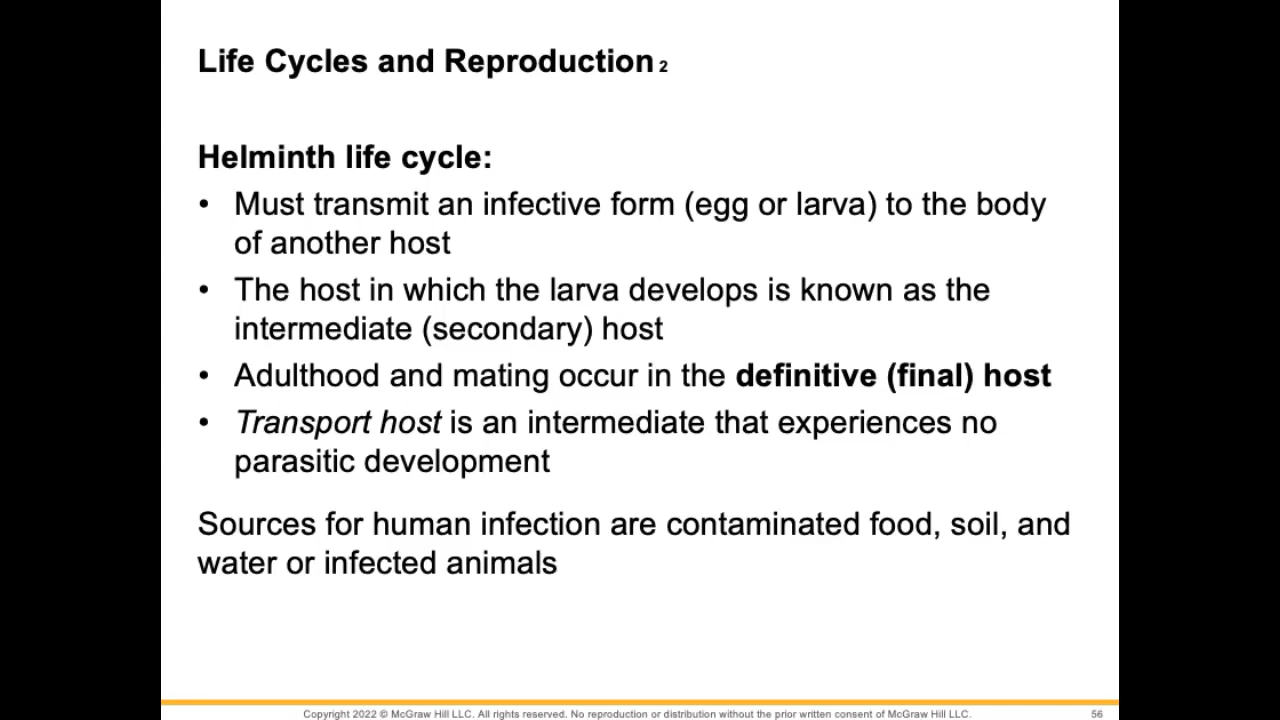 Life Cycles and Reproduction 2
Helminth life cycle:
• Must transmit an infective form (egg or larva) to the body
of another host
• The host in which the larva develops is known as the
intermediate (secondary) host
• Adulthood and mating occur in the definitive (final) host
• Transport host is an intermediate that experiences no
parasitic development
Sources for human infection are contaminated food, soil, and
water or infected animals
Copyright 2022 © McGraw Hill LLC. All rights reserved. No reproduction or distribution without the prior written consent of McGraw Hill LLC. 56